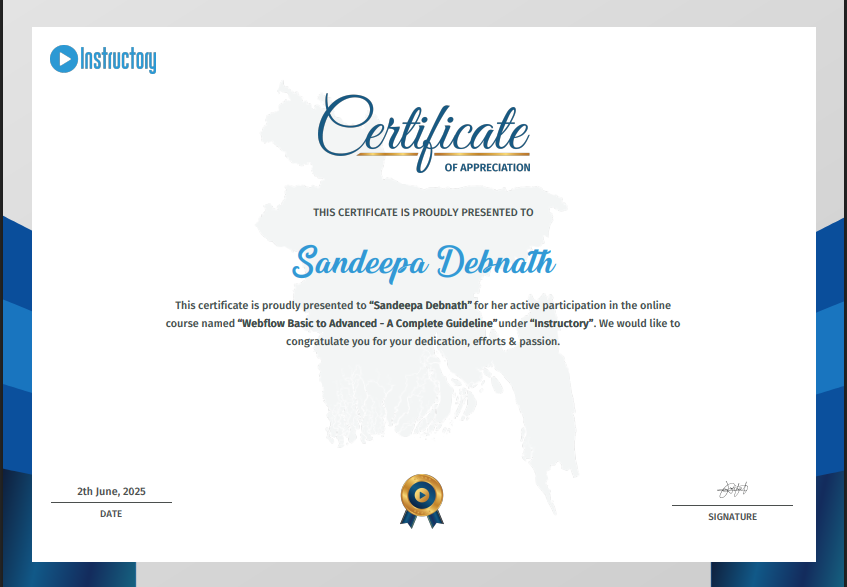 Instructory
Certificate
OF APPRECIATION
THIS CERTIFICATE IS PROUDLY PRESENTED TO
Sandeepa Debnath
This certificate is proudly presented to “Sandeepa Debnath” for her active participation in the online
course named “Webflow Basic to Advanced - A Complete Guideline” under “Instructory”. We would like to
congratulate you for your dedication, efforts & passion.
2th June, 2025
DATE
SIGNATURE